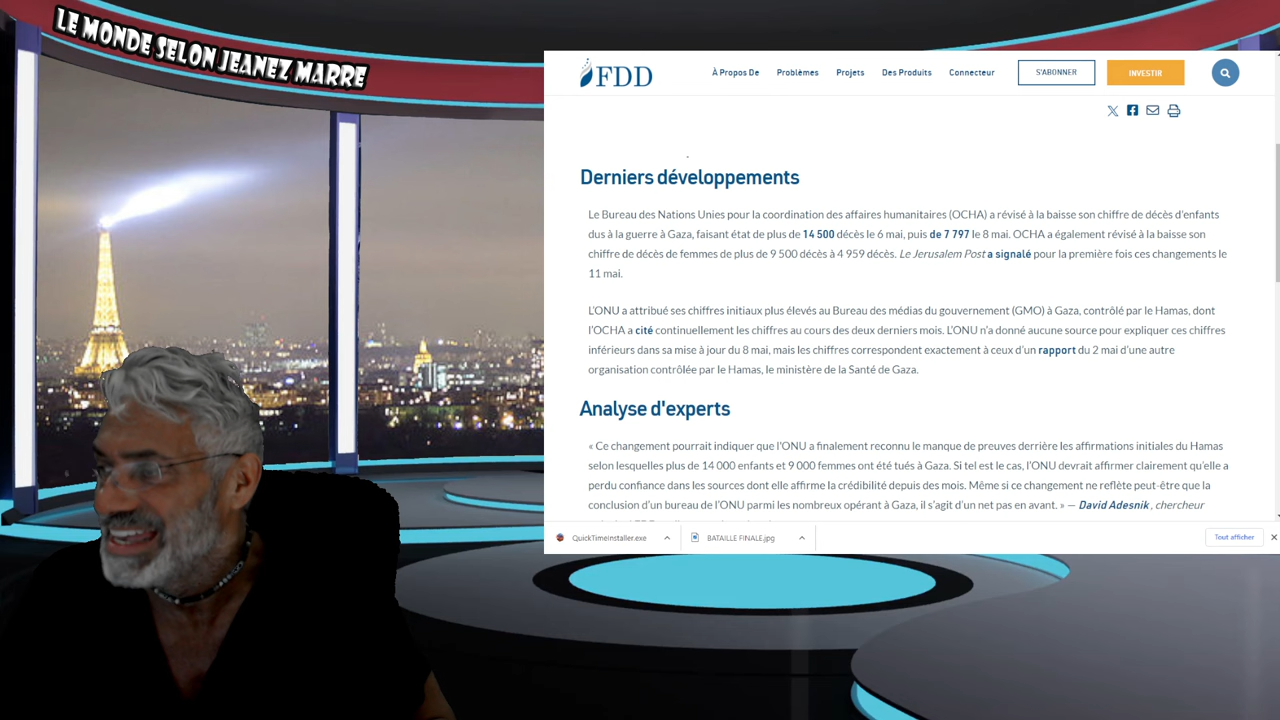 LE MONDE SELON JEANEZ MARRE
FDD
À Propos De Problèmes Projets Des Produits Connecteur S'ABONNER INVESTIR
Derniers développements
Le Bureau des Nations Unies pour la coordination des affaires humanitaires (OCHA) a révisé à la baisse son chiffre de décès d'enfants
dus à la guerre à Gaza, faisant état de plus de 14 500 décès le 6 mai, puis de 7 797 le 8 mai. OCHA a également révisé à la baisse son
chiffre de décès de femmes de plus de 9 500 décès à 4 959 décès. Le Jerusalem Post a signalé pour la première fois ces changements le
11 mai.
L'ONU a attribué ses chiffres initiaux plus élevés au Bureau des médias du gouvernement (GMO) à Gaza, contrôlé par le Hamas, dont
l'OCHA a cité continuellement les chiffres au cours des deux derniers mois. L'ONU n'a donné aucune source pour expliquer ces chiffres
inférieurs dans sa mise à jour du 8 mai, mais les chiffres correspondent exactement à ceux d'un rapport du 2 mai d'une autre
organisation contrôlée par le Hamas, le ministère de la Santé de Gaza.
Analyse d'experts
« Ce changement pourrait indiquer que l'ONU a finalement reconnu le manque de preuves derrière les affirmations initiales du Hamas
selon lesquelles plus de 14 000 enfants et 9 000 femmes ont été tués à Gaza. Si tel est le cas, l'ONU devrait affirmer clairement qu'elle a
perdu confiance dans les sources dont elle affirme la crédibilité depuis des mois. Même si ce changement ne reflète peut-être que la
conclusion d'un bureau de l'ONU parmi les nombreux opérant à Gaza, il s'agit d'un net pas en avant. » — David Adesnik , chercheur
QuickTimeInstaller.exe BATAILLE FINALE.jpg Tout afficher